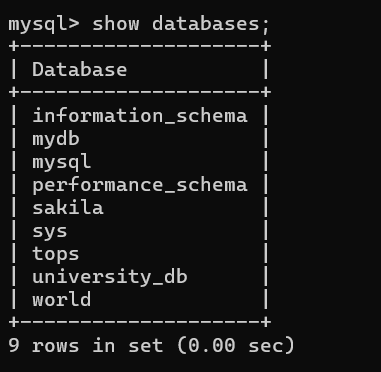 mysql> show databases;
+--------------------+
| Database           |
+--------------------+
| information_schema |
| mydb               |
| mysql              |
| performance_schema |
| sakila             |
| sys                |
| tops               |
| university_db      |
| world              |
+--------------------+
9 rows in set (0.00 sec)